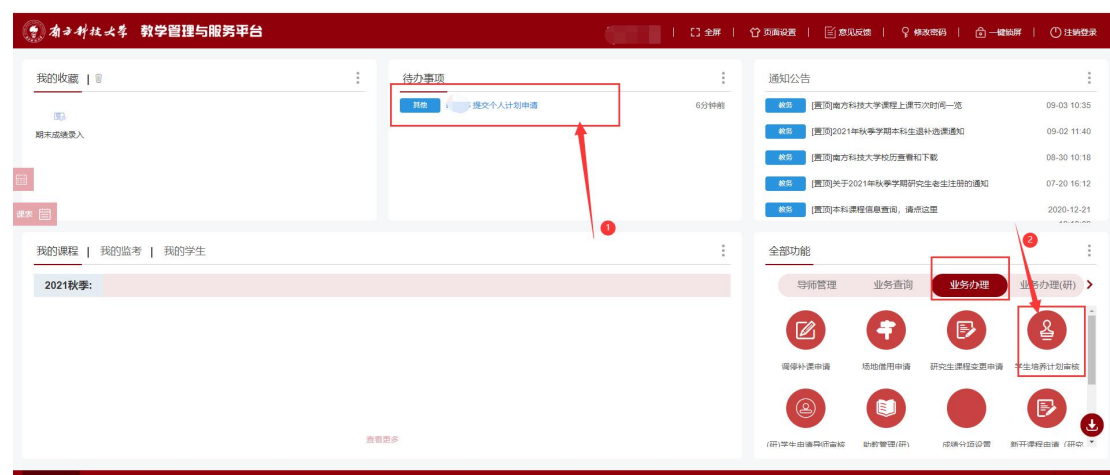 南方科技大学 教学管理与服务平台
全屏
页面设置
意见反馈
修改密码
一键锁屏
注销登录
我的收藏
期末成绩录入
课表
待办事项
其他 提交个人计划申请 6分钟前
1
通知公告
教务 [置顶]南方科技大学课程上课节次时间一览 09-03 10:35
教务 [置顶]2021年秋季学期本科生退补选课通知 09-02 11:40
教务 [置顶]南方科技大学校历查看和下载 08-30 10:18
教务 [置顶]关于2021年秋季学期研究生老生注册的通知 07-20 16:12
教务 [置顶]本科课程信息查询，请点这里 2020-12-21
我的课程 | 我的监考 | 我的学生
2021秋季:
查看更多
2
全部功能
导师管理 业务查询 业务办理 业务办理(研)
调停补课申请 场地借用申请 研究生课程变更申请 学生培养计划审核
(研)学生申请导师审核 助教管理(研) 成绩分项设置 新开课程申请（研究